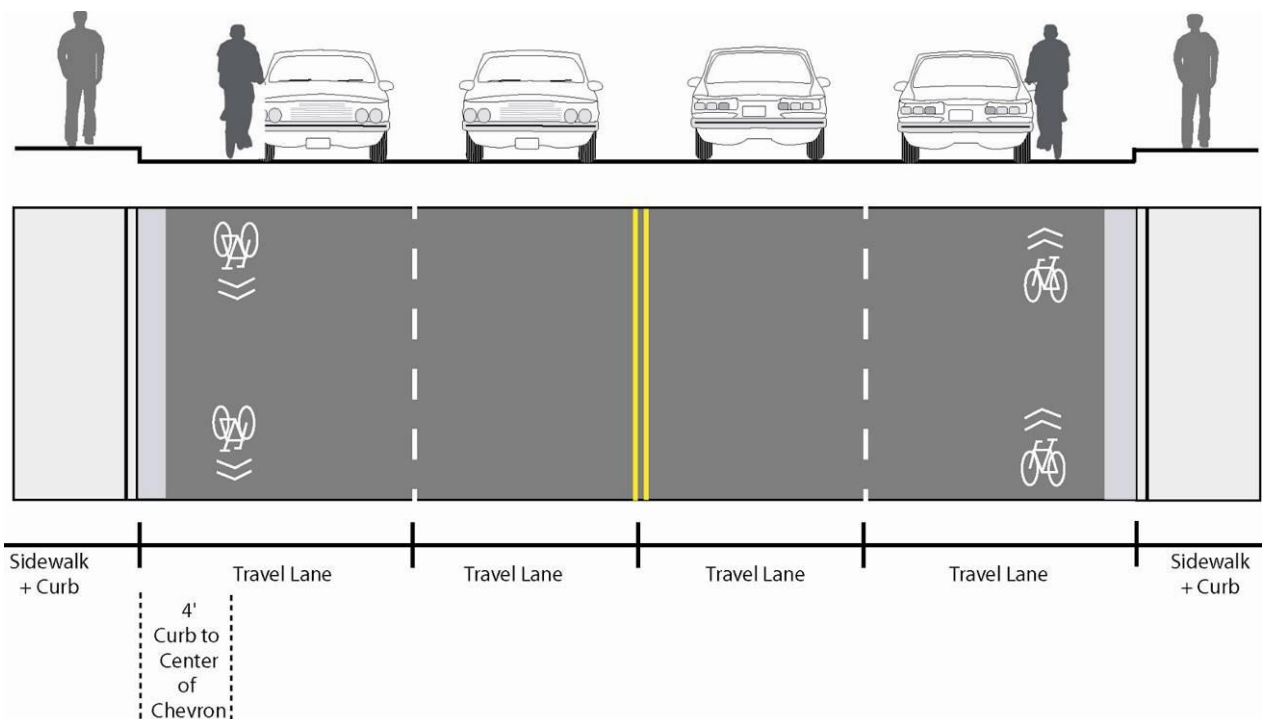 Sidewalk
+ Curb
Travel Lane
Travel Lane
Travel Lane
Travel Lane
Sidewalk
+ Curb
4'
Curb to
Center
of
Chevron